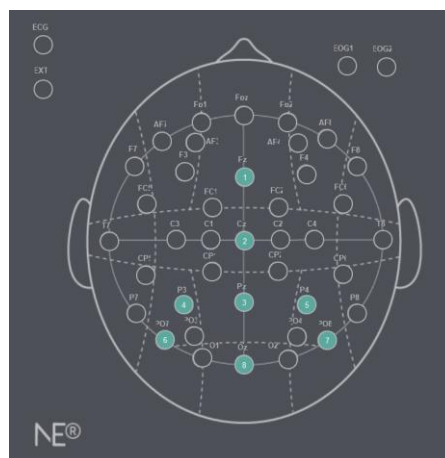 ECG
EOG1 EOG2
EXT
Fp1 Fpz Fp2
AF7 AF3 AF4 AF8
F7 F3 Fz F4 F8
1
FC5 FC1 FC2 FC6
T7 C3 C1 Cz C2 C4 T8
2
CP5 CP1 CP2 CP6
P7 P3 Pz P4 P8
4 3 5
PO7 PO3 PO4 PO8
6 7
O1 Oz O2
8
NE®